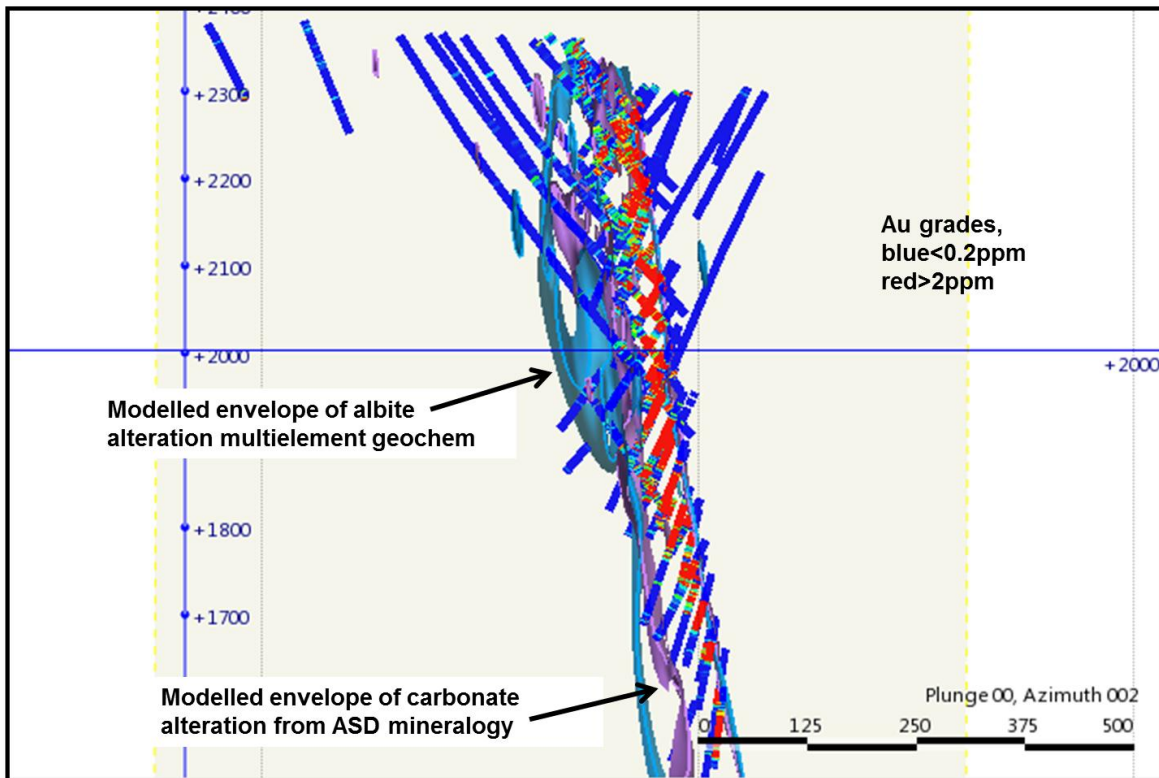 +2400
+2300
+2200
+2100
+2000
+2000
+1800
+1700
Au grades,
blue<0.2ppm
red>2ppm
Modelled envelope of albite
alteration multielement geochem
Modelled envelope of carbonate
alteration from ASD mineralogy
Plunge 00, Azimuth 002
0 125 250 375 500